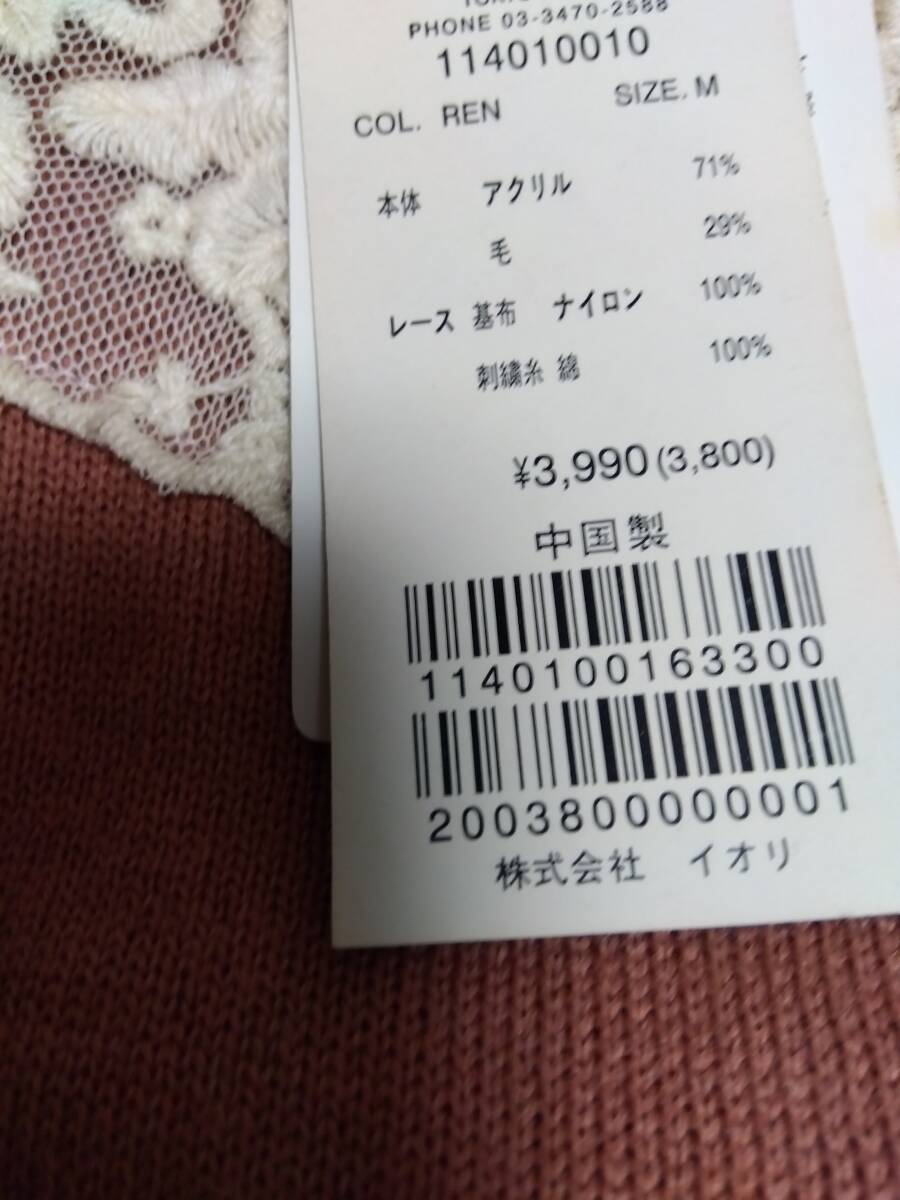 PHONE 03-3470-2588
114010010
COL. REN SIZE. M
本体 アクリル 71%
毛 29%
レース 基布 ナイロン 100%
刺繍糸 綿 100%
¥3,990(3,800)
中国製
1140100163300
2003800000001
株式会社 イオリ